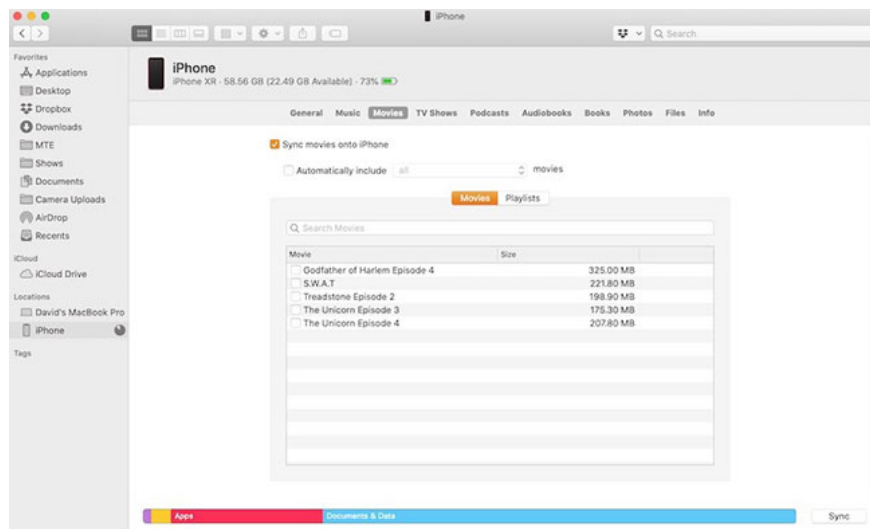 iPhone
Search
Favorites
Applications
Desktop
Dropbox
Downloads
MTE
Shows
Documents
Camera Uploads
AirDrop
Recents
iCloud
iCloud Drive
Locations
David's MacBook Pro
iPhone
Tags
iPhone
iPhone XR - 58.56 GB (22.49 GB Available) - 73%
General Music Movies TV Shows Podcasts Audiobooks Books Photos Files Info
Sync movies onto iPhone
Automatically include all movies
Movies Playlists
Search Movies
Movie Size
Godfather of Harlem Episode 4 325.00 MB
S.W.A.T 221.80 MB
Treadstone Episode 2 198.90 MB
The Unicorn Episode 3 175.30 MB
The Unicorn Episode 4 207.80 MB
Apps Documents & Data Sync